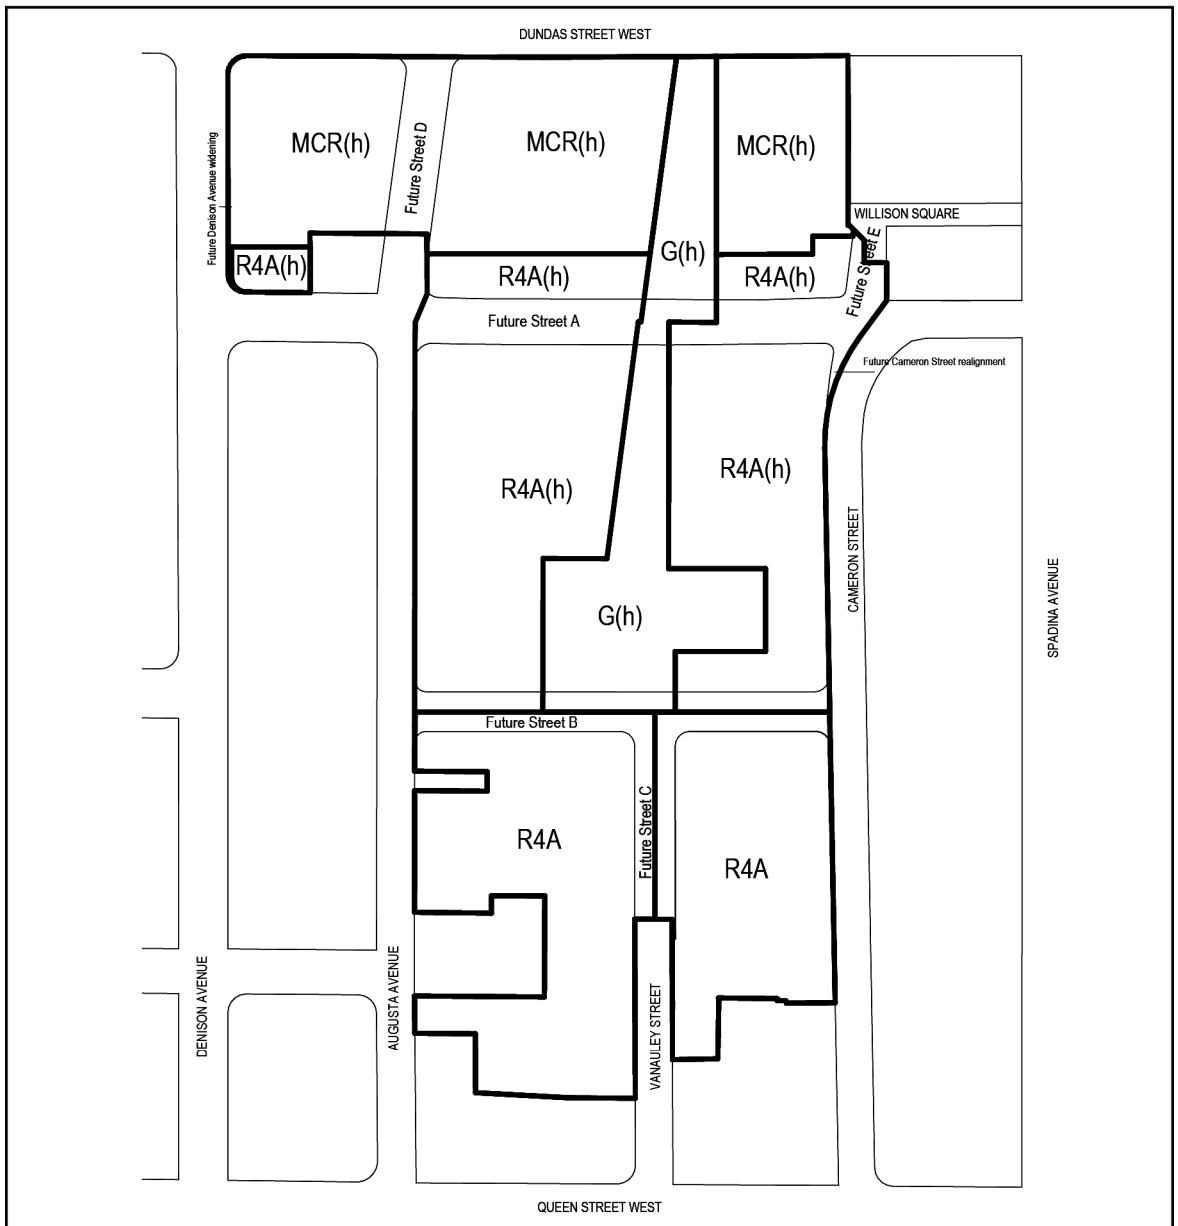 DUNDAS STREET WEST
MCR(h)
MCR(h)
MCR(h)
Future Street D
Future Denison Avenue widening
WILLISON SQUARE
Future Street E
G(h)
R4A(h)
R4A(h)
R4A(h)
Future Street A
Future Cameron Street realignment
R4A(h)
R4A(h)
CAMERON STREET
SPADINA AVENUE
G(h)
Future Street B
Future Street C
R4A
R4A
DENISON AVENUE
AUGUSTA AVENUE
VANAULEY STREET
QUEEN STREET WEST